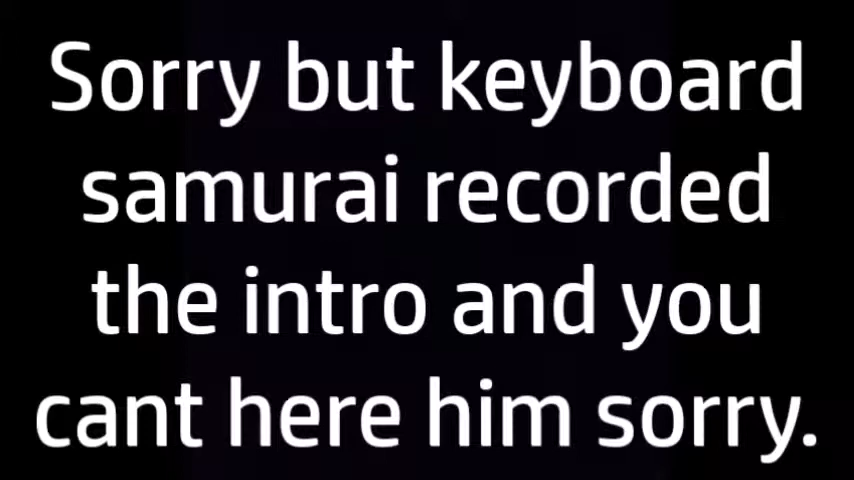 Sorry but keyboard
samurai recorded
the intro and you
cant here him sorry.